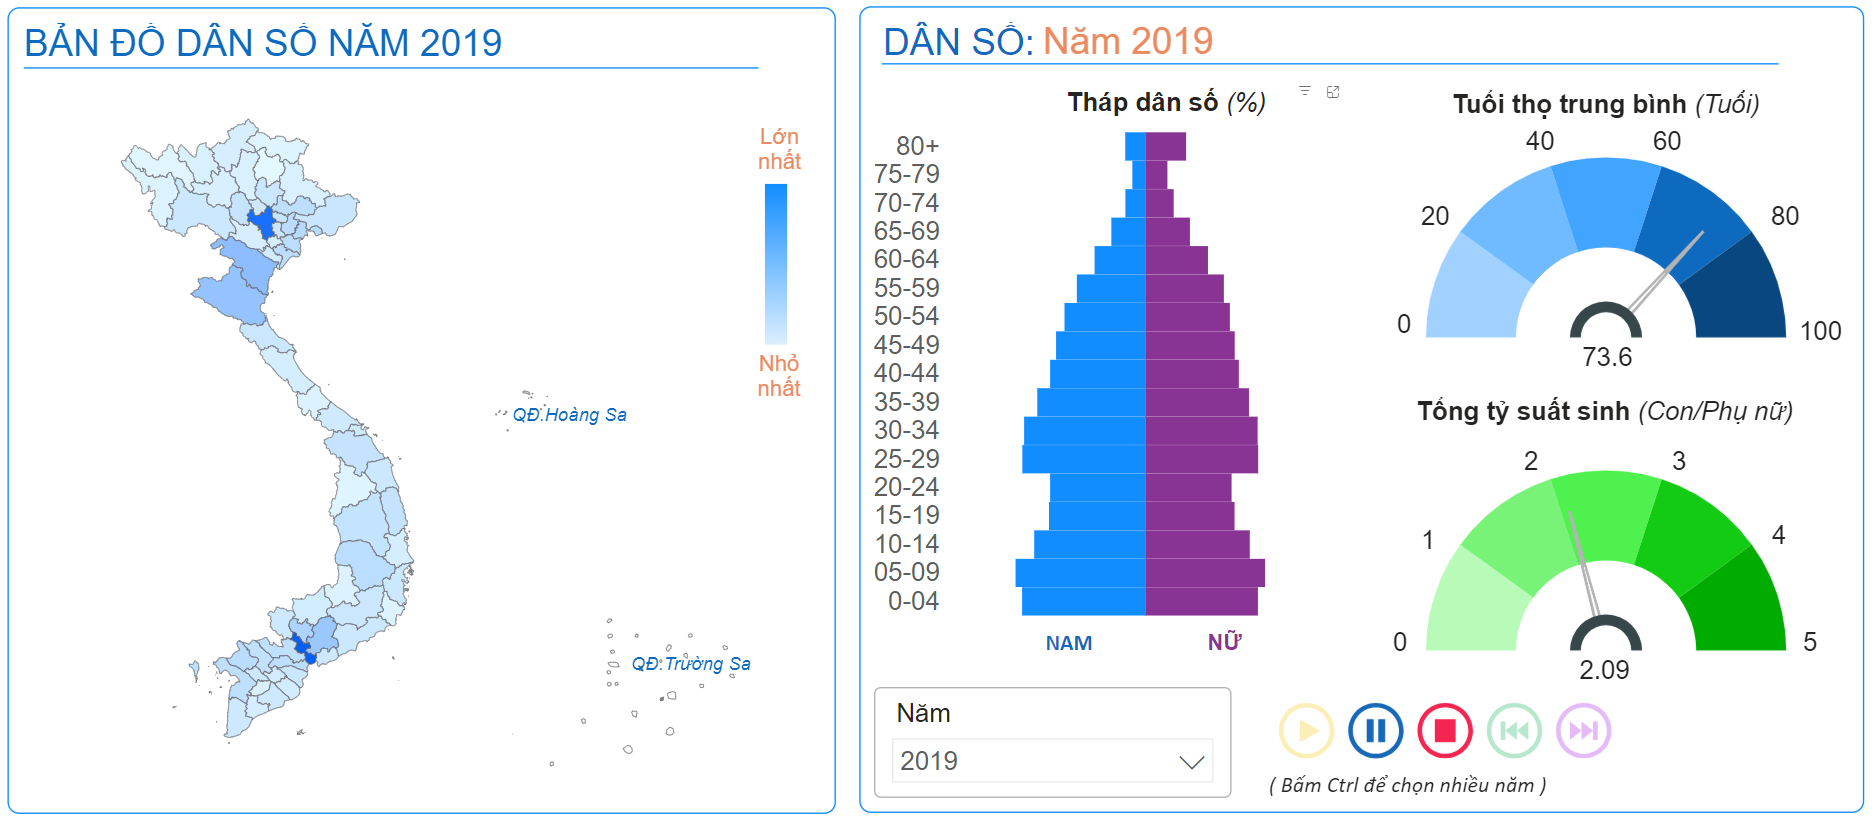 BẢN ĐỒ DÂN SỐ NĂM 2019
Lớn
nhất
Nhỏ
nhất
QĐ.Hoàng Sa
QĐ.Trường Sa
DÂN SỐ: Năm 2019
Tháp dân số (%)
80+
75-79
70-74
65-69
60-64
55-59
50-54
45-49
40-44
35-39
30-34
25-29
20-24
15-19
10-14
05-09
0-04
NAM
NỮ
Tuổi thọ trung bình (Tuổi)
0
20
40
60
80
100
73.6
Tổng tỷ suất sinh (Con/Phụ nữ)
0
1
2
3
4
5
2.09
Năm
2019
( Bấm Ctrl để chọn nhiều năm )